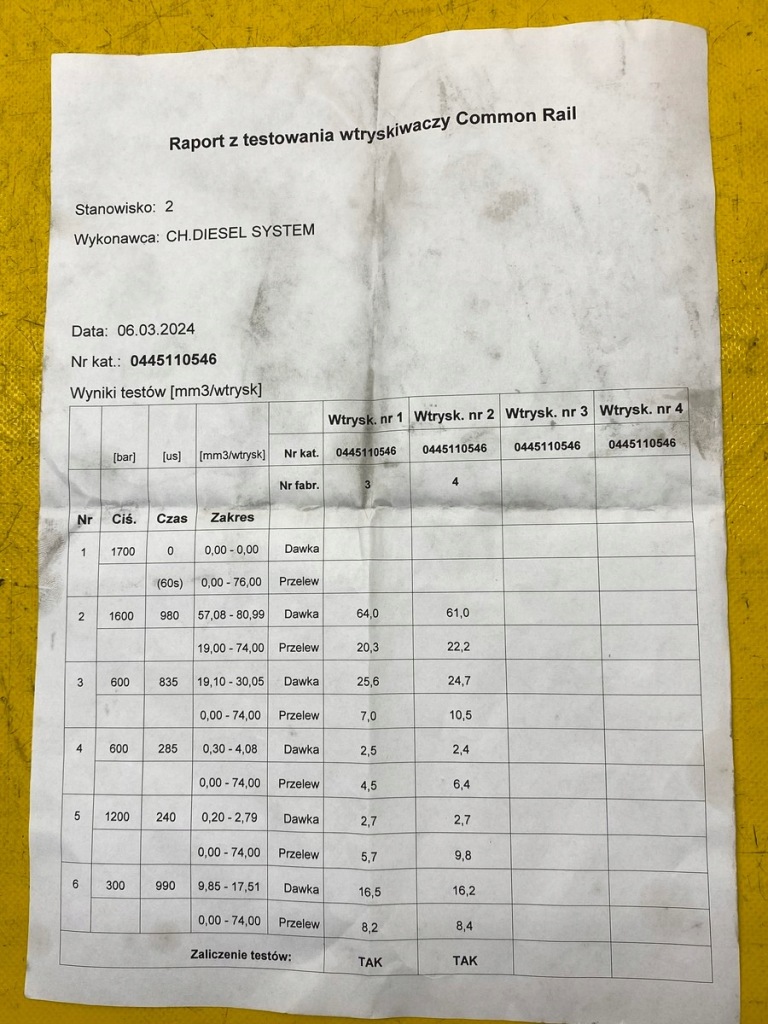 Raport z testowania wtryskiwaczy Common Rail
Stanowisko: 2
Wykonawca: CH.DIESEL SYSTEM
Data: 06.03.2024
Nr kat.: 0445110546
Wyniki testów [mm3/wtrysk]
Wtrysk. nr 1 Wtrysk. nr 2 Wtrysk. nr 3 Wtrysk. nr 4
[bar] [us] [mm3/wtrysk] Nr kat. 0445110546 0445110546 0445110546 0445110546
Nr fabr. 3 4
Nr Ciś. Czas Zakres
1 1700 0 0,00 - 0,00 Dawka
(60s) 0,00 - 76,00 Przelew
2 1600 980 57,08 - 80,99 Dawka 64,0 61,0
19,00 - 74,00 Przelew 20,3 22,2
3 600 835 19,10 - 30,05 Dawka 25,6 24,7
0,00 - 74,00 Przelew 7,0 10,5
4 600 285 0,30 - 4,08 Dawka 2,5 2,4
0,00 - 74,00 Przelew 4,5 6,4
5 1200 240 0,20 - 2,79 Dawka 2,7 2,7
0,00 - 74,00 Przelew 5,7 9,8
6 300 990 9,85 - 17,51 Dawka 16,5 16,2
0,00 - 74,00 Przelew 8,2 8,4
Zaliczenie testów: TAK TAK